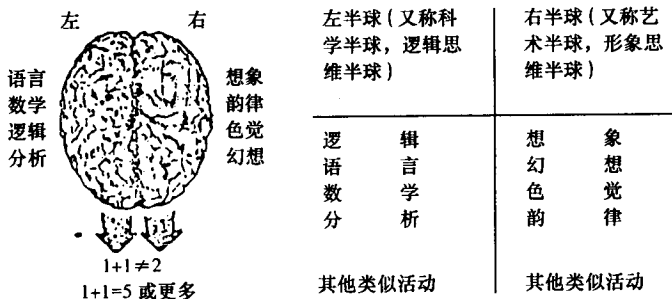 左 右
语言 想象
数学 韵律
逻辑 色觉
分析 幻想
1+1≠2
1+1=5 或更多
左半球(又称科
学半球,逻辑思
维半球)
右半球(又称艺
术半球,形象思
维半球)
逻 辑
语 言
数 学
分 析
其他类似活动
想 象
幻 想
色 觉
韵 律
其他类似活动